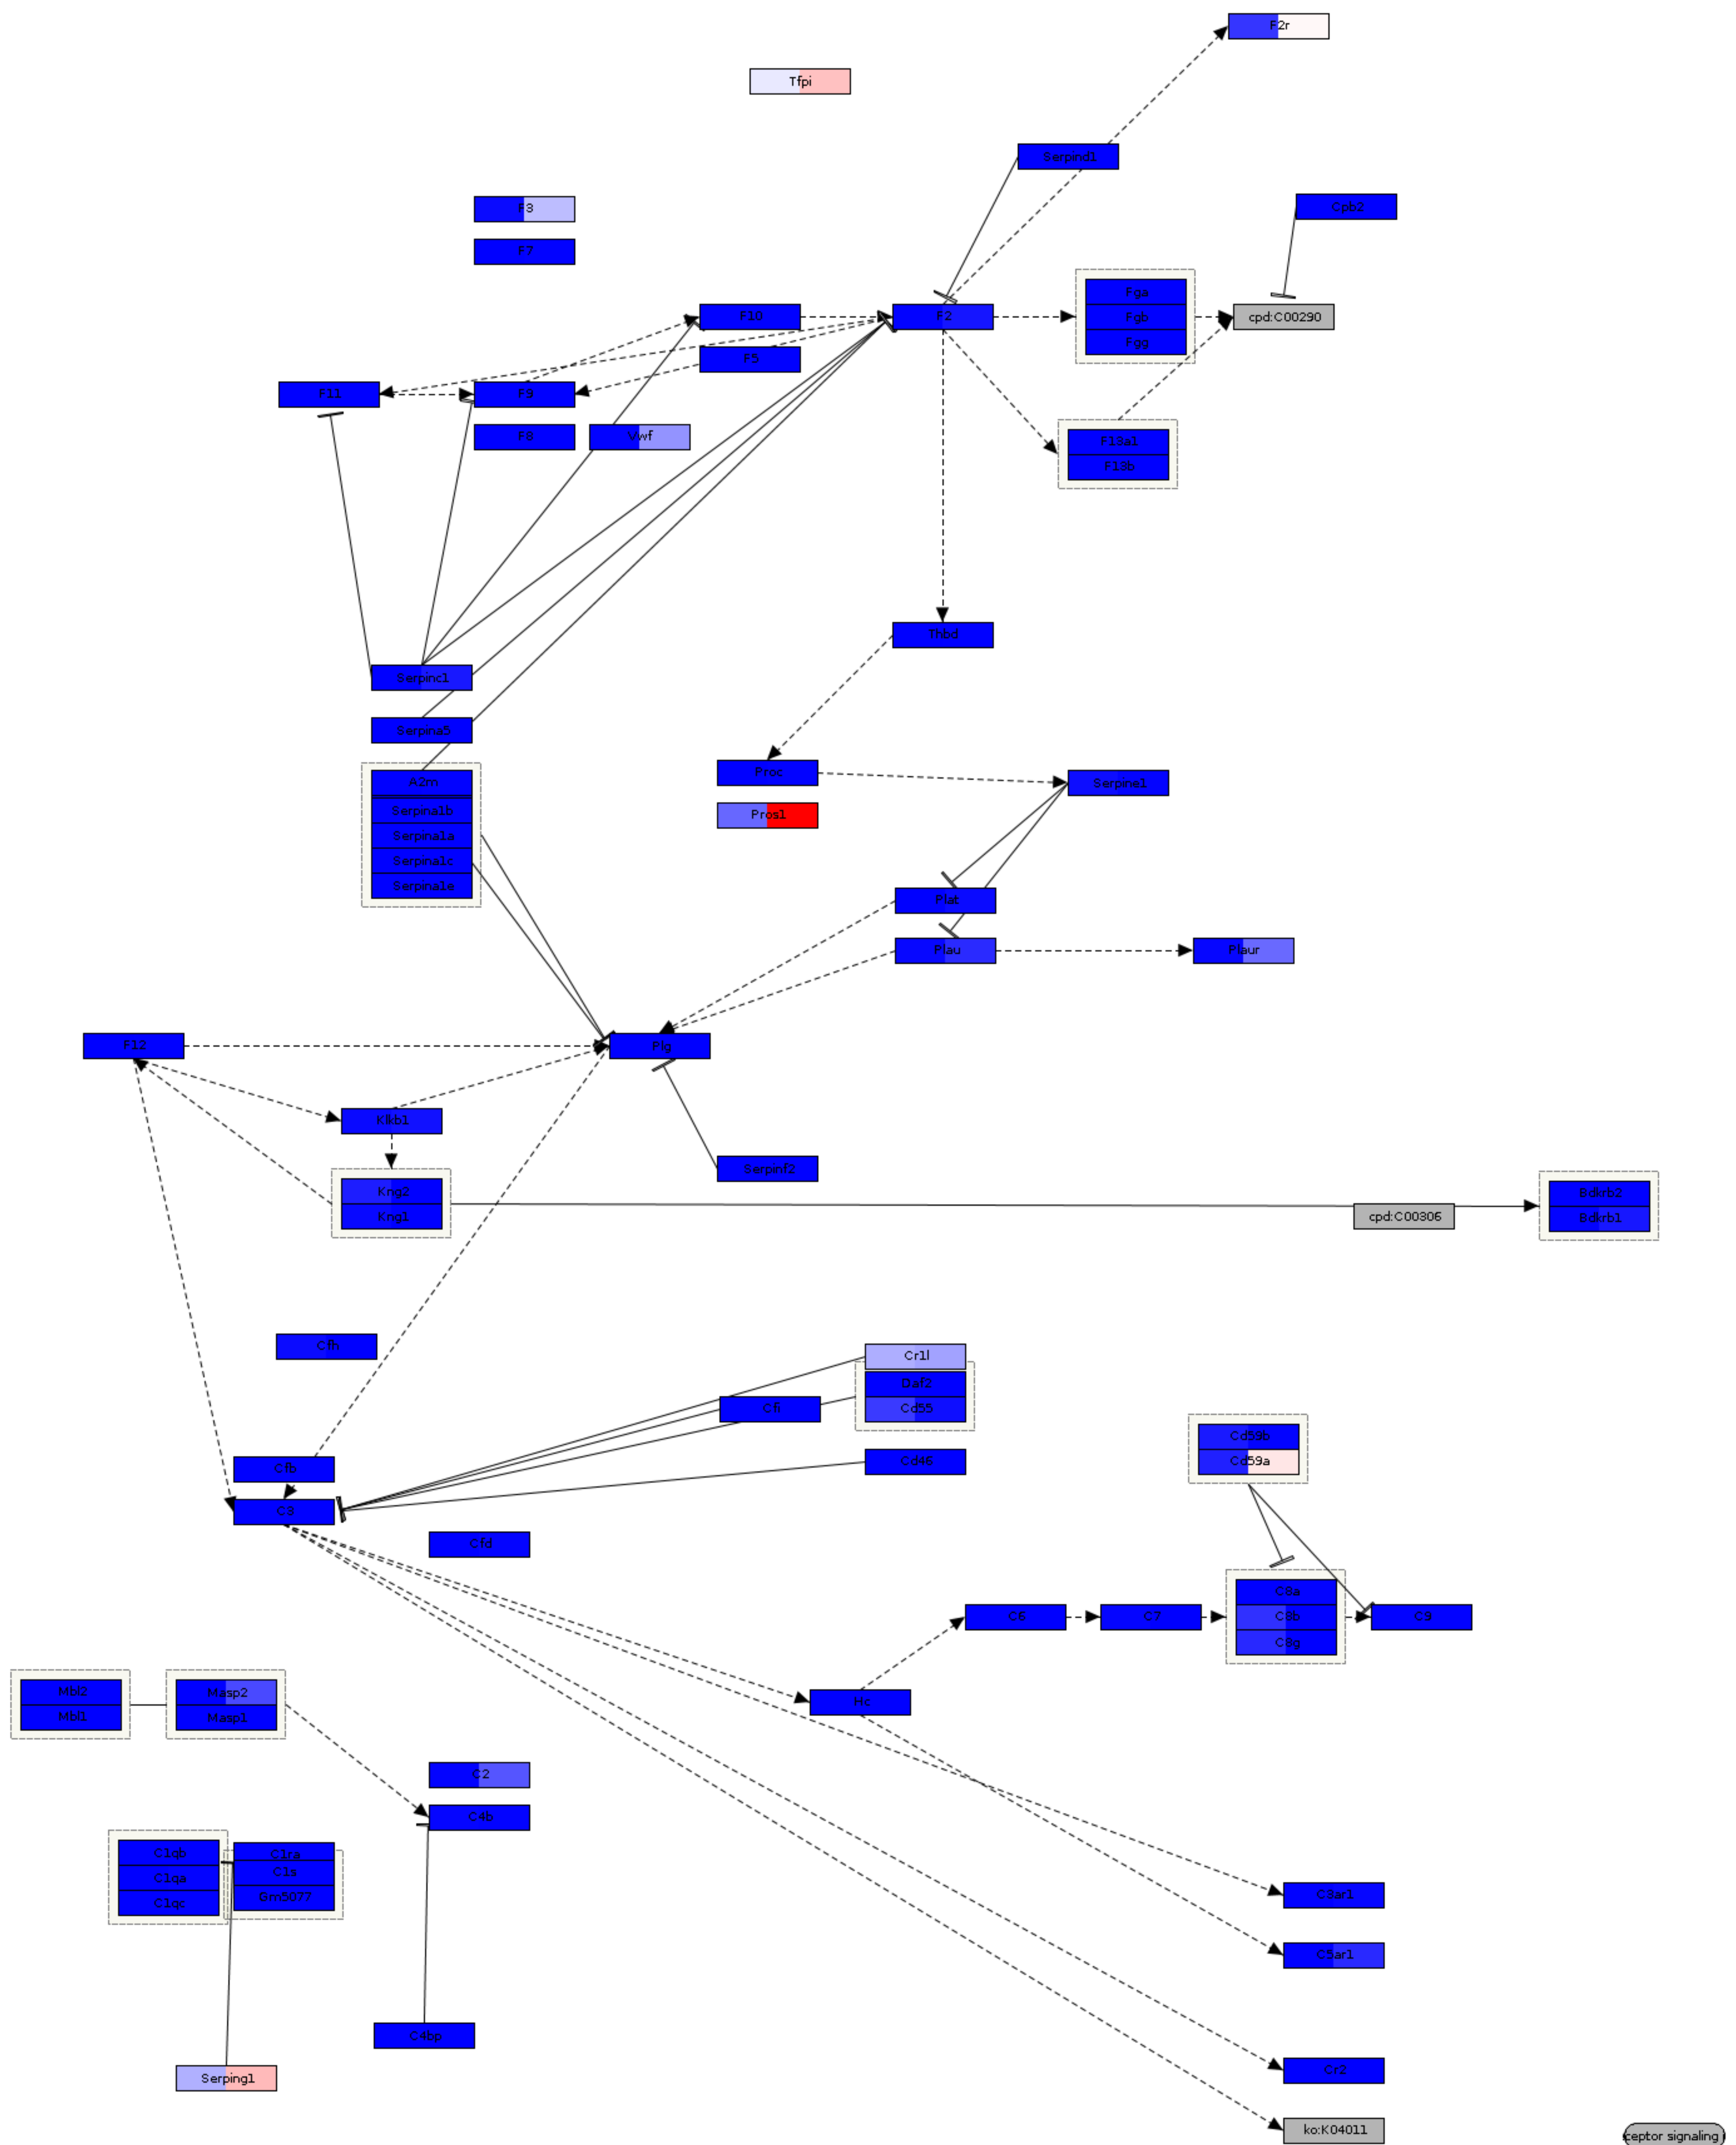 F2r
Tfpi
Serpind1
Cpb2
F3
F7
Fga
F10
F2
Fgb
cpd:C00290
Fgg
F5
F11
F9
F8
Vwf
F13a1
F13b
Thbd
Serpinc1
Serpina5
Proc
Serpine1
A2m
Serpina1b
Pros1
Serpina1a
Serpina1c
Serpina1e
Plat
Plau
Plaur
F12
Plg
Klkb1
Serpinf2
Kng2
Kng1
cpd:C00306
Bdkrb2
Bdkrb1
Cfh
Cr1l
Daf2
Cfi
Cd55
Cd59b
Cd59a
Cd46
Cfb
C3
Cfd
C8a
C6
C7
C8b
C9
C8g
Mbl2
Masp2
Hc
Mbl1
Masp1
C2
C4b
C1qb
C1ra
C1s
C1qa
Gm5077
C1qc
C3ar1
C5ar1
C4bp
Cr2
Serping1
ko:K04011
ceptor signaling